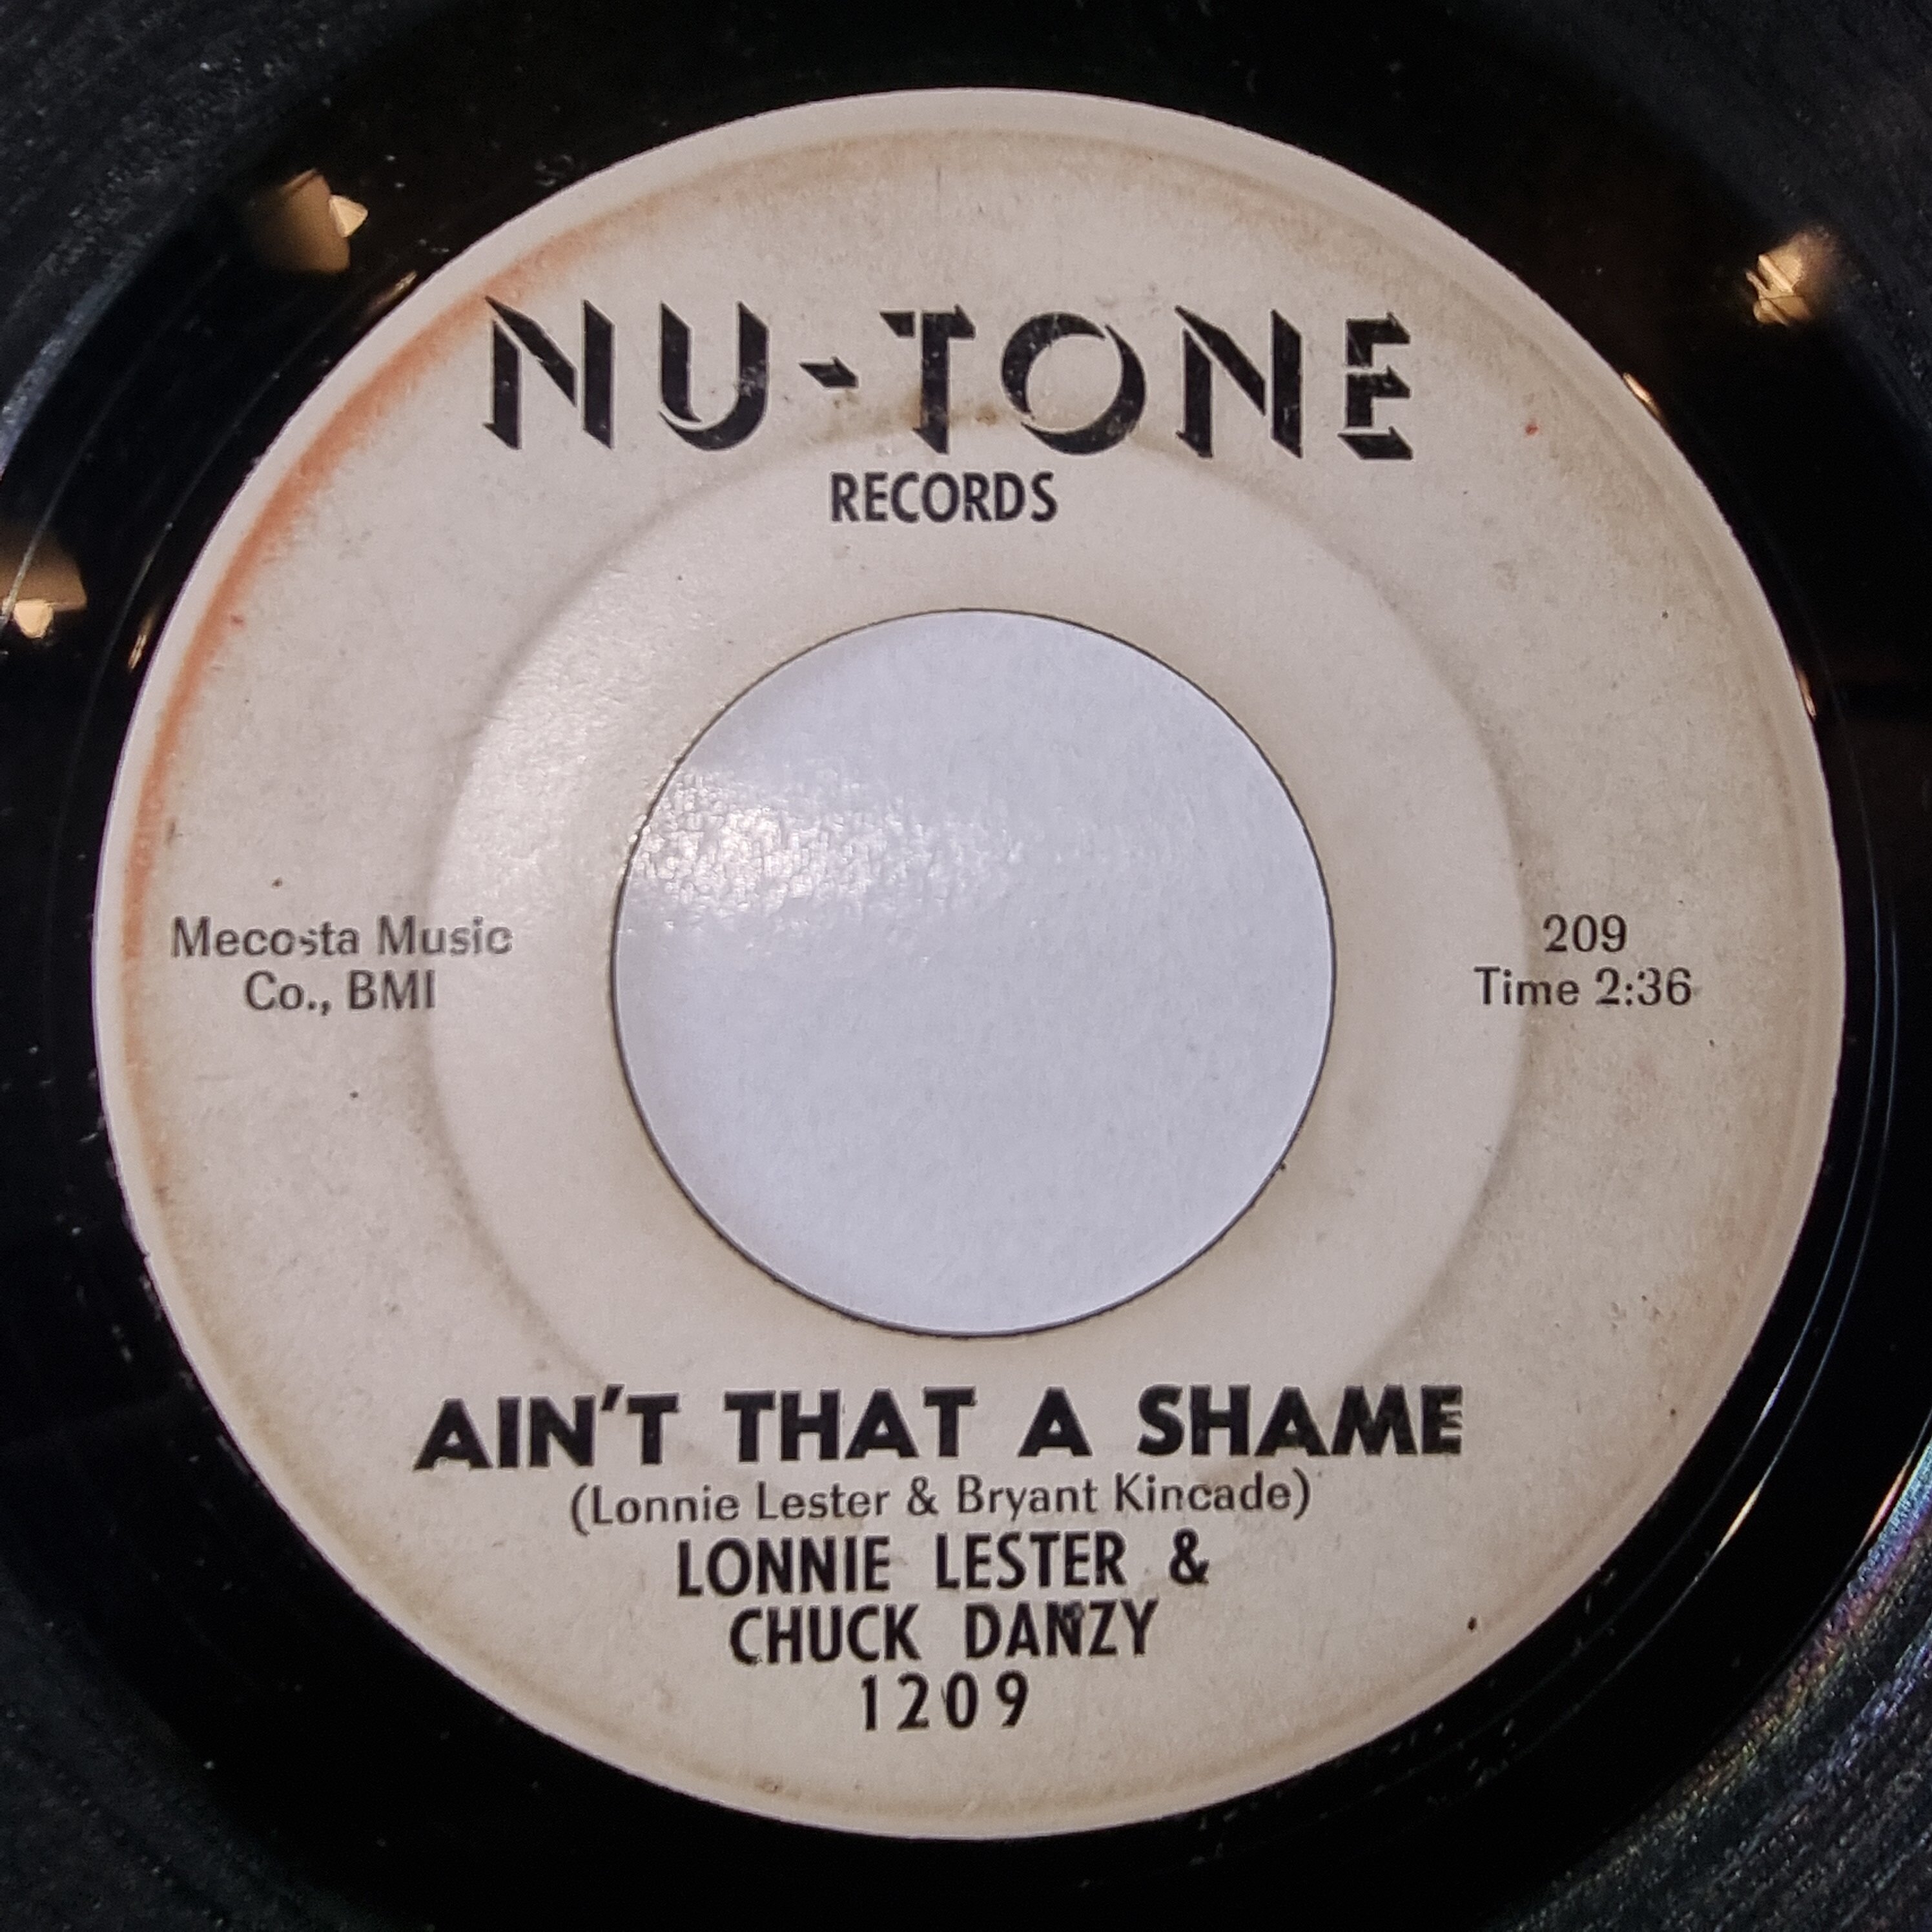 NU-TONE
RECORDS
Mecosta Music
Co., BMI
209
Time 2:36
AIN'T THAT A SHAME
(Lonnie Lester & Bryant Kincade)
LONNIE LESTER &
CHUCK DANZY
1209